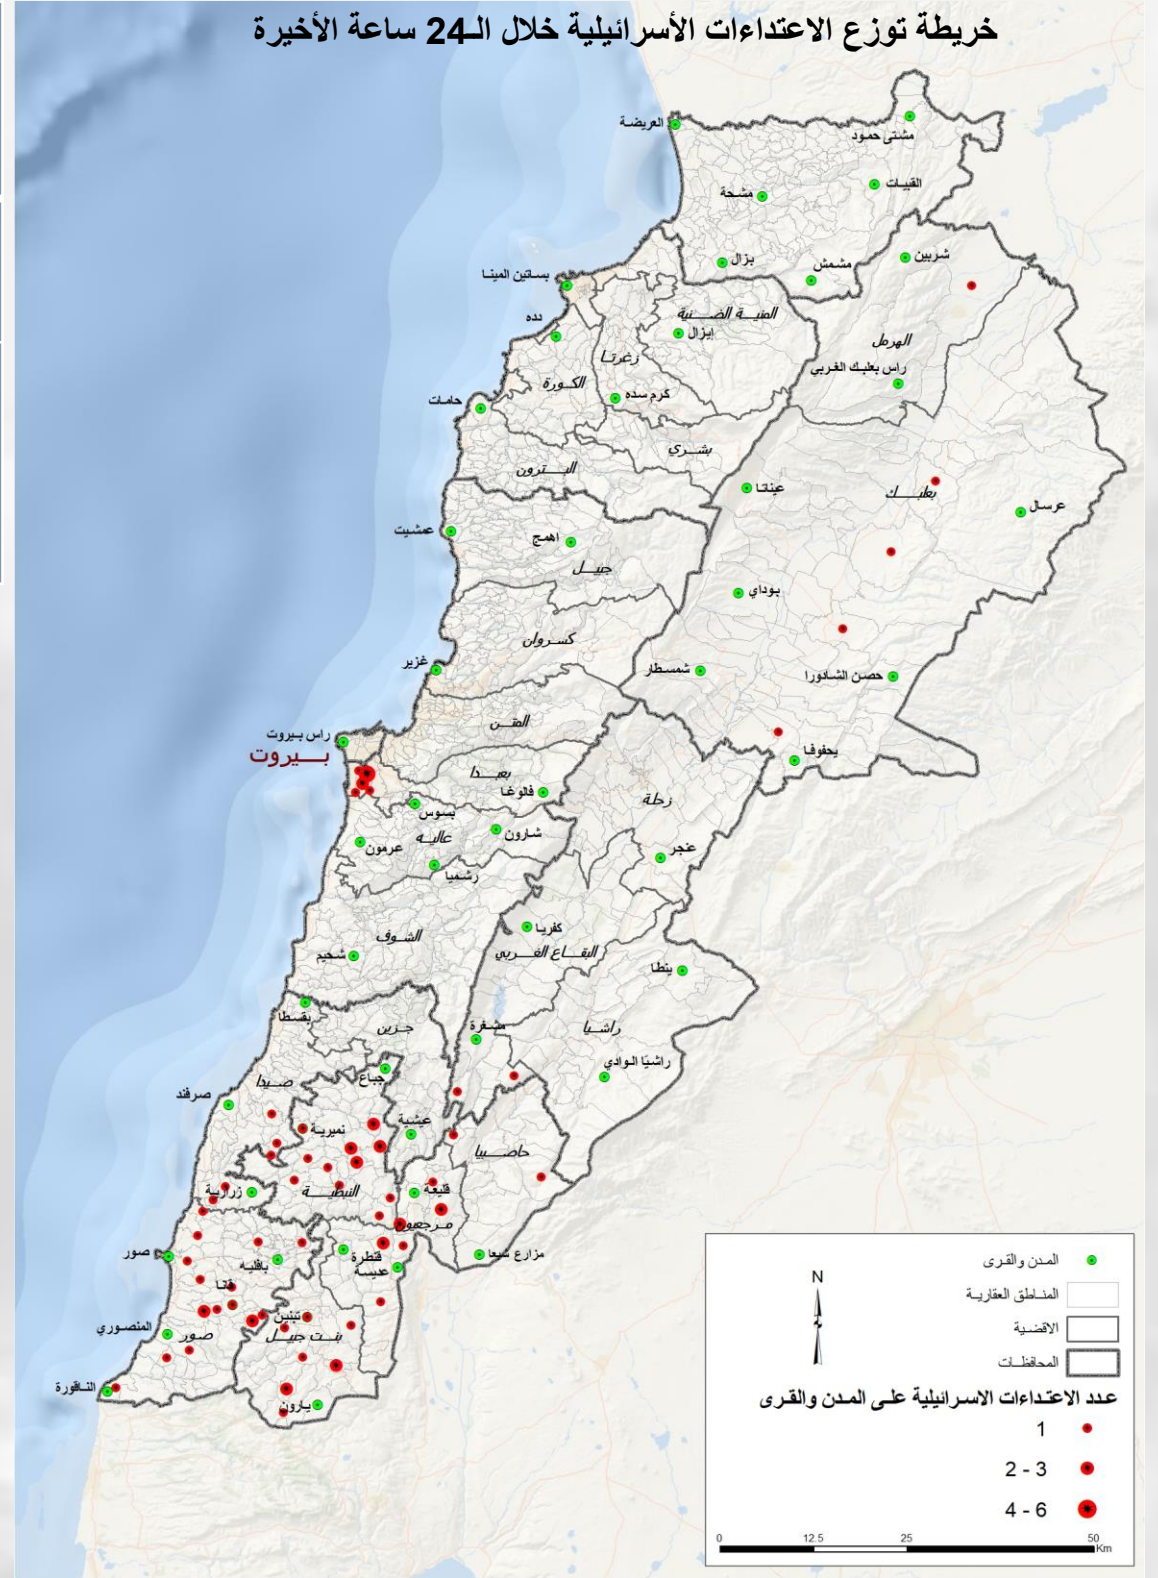 خريطة توزع الاعتداءات الأسرائيلية خلال الـ24 ساعة الأخيرة
العريضة
مشتى حمود
القبيات
مشحة
بزال
مشمش
شربين
بساتين المينا
المنية الضنية
إيزال
دده
زغرتا
الهرمل
راس بعلبك الغربي
الكورة
كرم سده
حامات
بشري
البترون
عيناتا
بعلبك
عرسال
عمشيت
اهمج
جبيل
بوداي
كسروان
غزير
شمسطار
حصن الشادورا
المتن
راس بيروت
بيروت
يحفوفا
بعبدا
فالوغا
زحلة
بسوس
شارون
عاليه
عرمون
عنجر
رشميا
كفريا
الشوف
البقاع الغربي
شحيم
ينطا
بقسطا
جزين
مشغرة
راشيا
جباع
صيدا
راشيا الوادي
صرفند
عيشية
نميرية
حاصبيا
زرارية
النبطية
قليعة
مرجعيون
صور
بافليه
قنطرة
عديسة
مزارع شبعا
قانا
تبنين
المنصوري
صور
بنت جبيل
الناقورة
يارون
N
المدن والقرى
المناطق العقارية
الاقضية
المحافظات
عدد الاعتداءات الاسرائيلية على المدن والقرى
1
2 - 3
4 - 6
0 12.5 25 50
Km